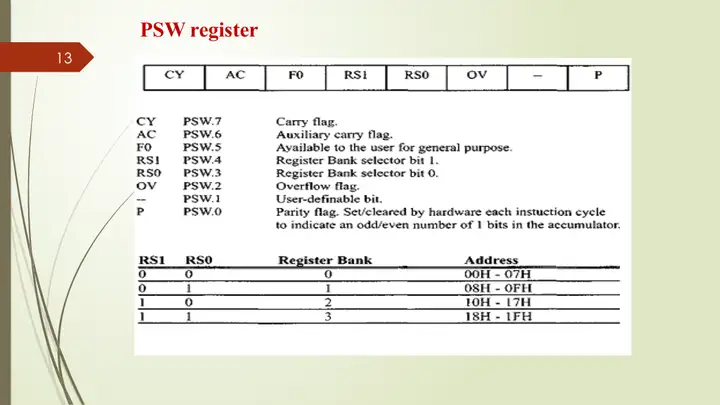 PSW register
13
CY AC F0 RS1 RS0 OV -- P
CY PSW.7 Carry flag.
AC PSW.6 Auxiliary carry flag.
F0 PSW.5 Ayailable to the user for general purpose.
RS1 PSW.4 Register Bank selector bit 1.
RS0 PSW.3 Register Bank selector bit 0.
OV PSW.2 Overflow flag.
-- PSW.1 User-definable bit.
P PSW.0 Parity flag. Set/cleared by hardware each instuction cycle
to indicate an odd/even number of 1 bits in the accumulator.
RS1 RS0 Register Bank Address
0 0 0 00H - 07H
0 1 1 08H - 0FH
1 0 2 10H - 17H
1 1 3 18H - 1FH